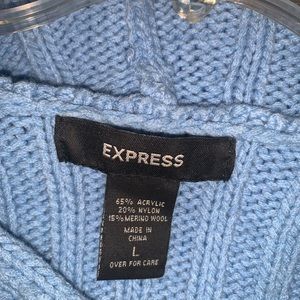 EXPRESS
65% ACRYLIC
20% NYLON
15% MERINO WOOL
MADE IN
CHINA
L
OVER FOR CARE